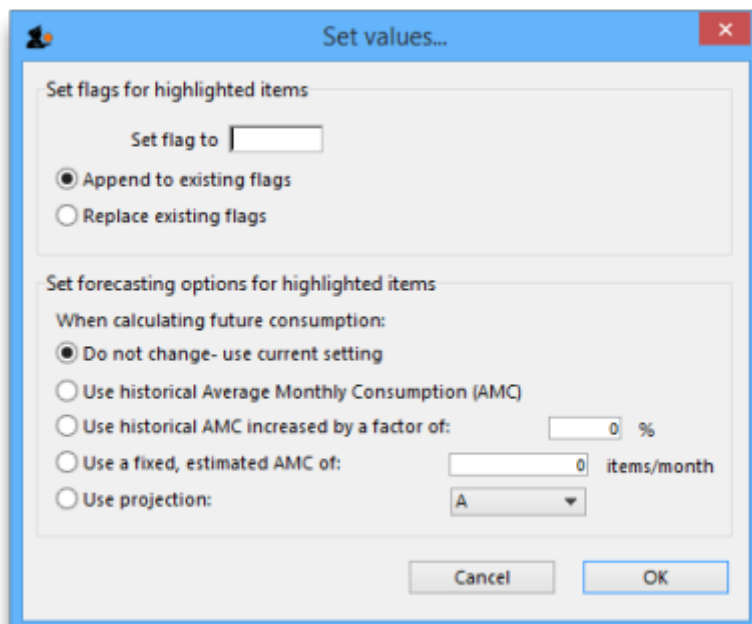 Set values...
Set flags for highlighted items
Set flag to
Append to existing flags
Replace existing flags
Set forecasting options for highlighted items
When calculating future consumption:
Do not change- use current setting
Use historical Average Monthly Consumption (AMC)
Use historical AMC increased by a factor of: 0 %
Use a fixed, estimated AMC of: 0 items/month
Use projection: A
Cancel OK